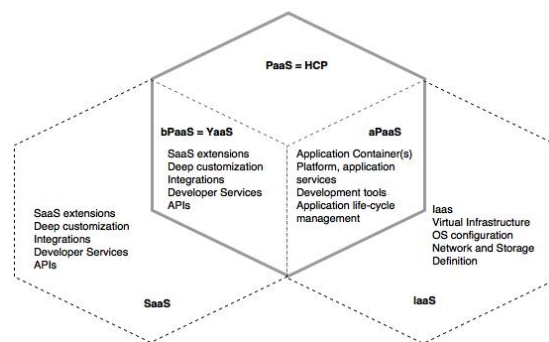 PaaS = HCP
bPaaS = YaaS
SaaS extensions
Deep customization
Integrations
Developer Services
APIs
aPaaS
Application Container(s)
Platform, application
services
Development tools
Application life-cycle
management
SaaS extensions
Deep customization
Integrations
Developer Services
APIs
SaaS
Iaas
Virtual Infrastructure
OS configuration
Network and Storage
Definition
IaaS